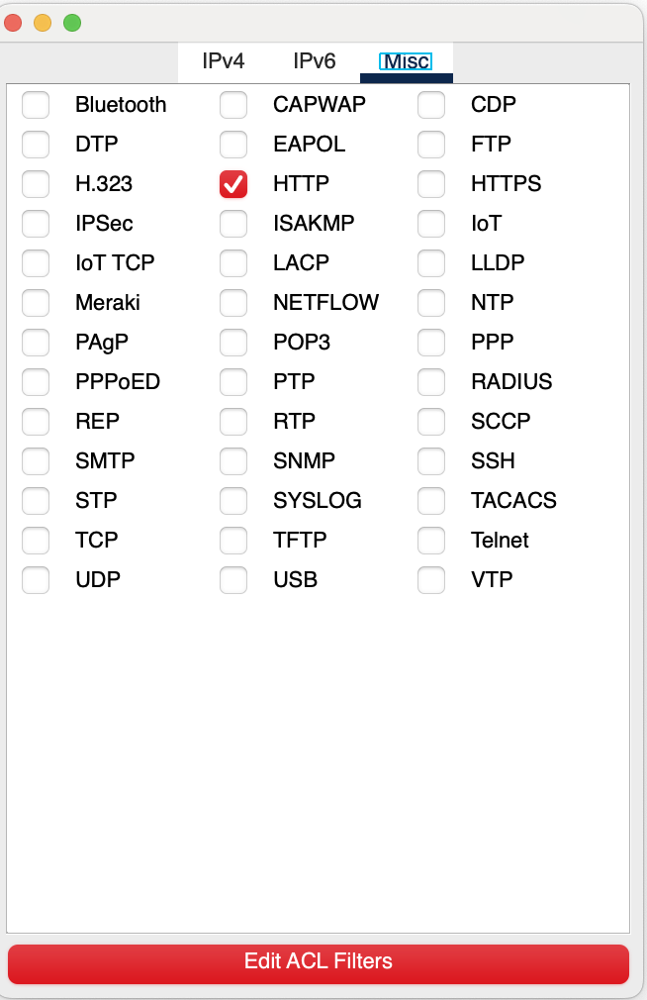 IPv4 IPv6 Misc
Bluetooth CAPWAP CDP
DTP EAPOL FTP
H.323 HTTP HTTPS
IPSec ISAKMP IoT
IoT TCP LACP LLDP
Meraki NETFLOW NTP
PAgP POP3 PPP
PPPoED PTP RADIUS
REP RTP SCCP
SMTP SNMP SSH
STP SYSLOG TACACS
TCP TFTP Telnet
UDP USB VTP
Edit ACL Filters